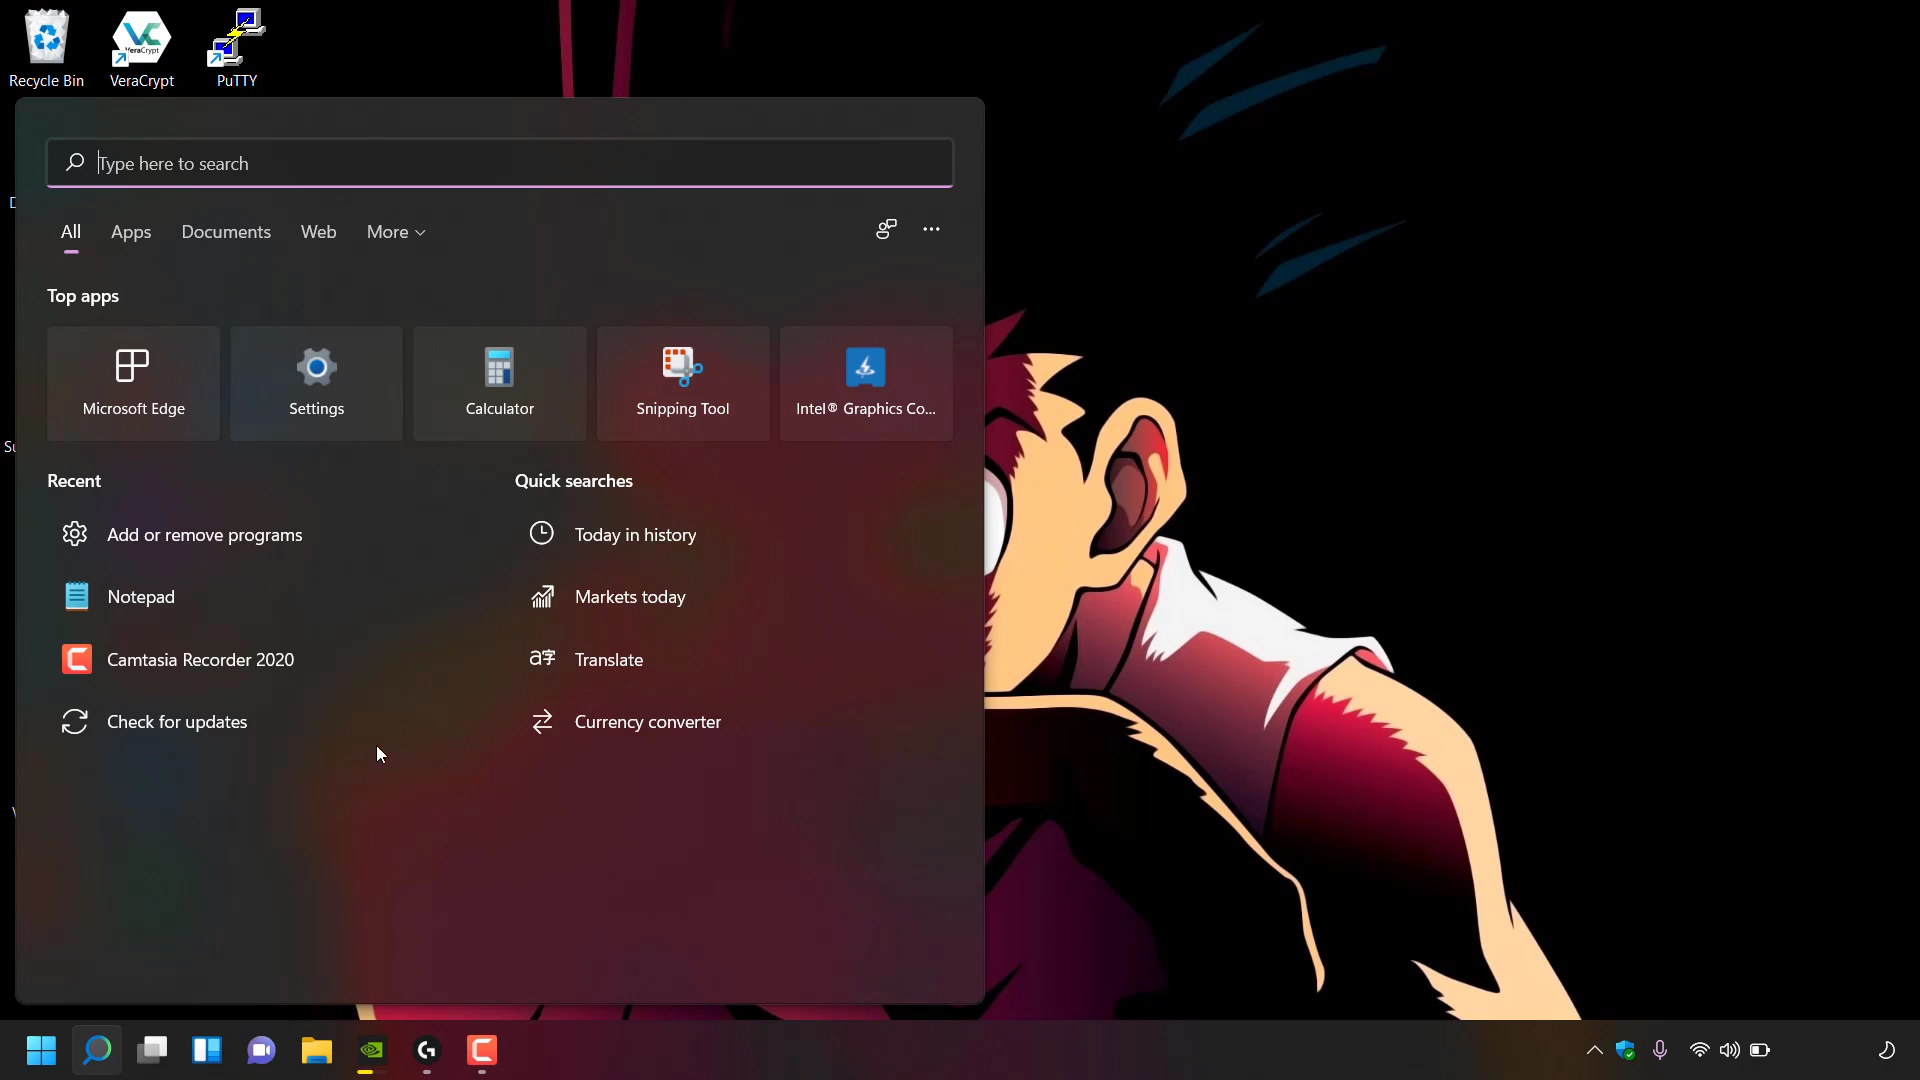 Recycle Bin
VeraCrypt
PuTTY
Type here to search
All
Apps
Documents
Web
More
Top apps
Microsoft Edge
Settings
Calculator
Snipping Tool
Intel® Graphics Co...
Recent
Quick searches
Add or remove programs
Today in history
Notepad
Markets today
Camtasia Recorder 2020
Translate
Check for updates
Currency converter